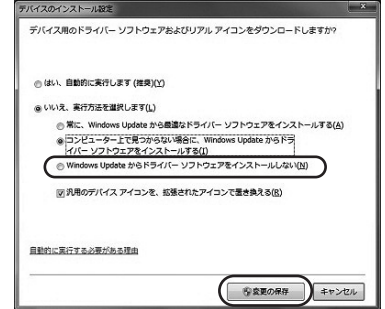 デバイスのインストール設定
デバイス用のドライバー ソフトウェアおよびリアル アイコンをダウンロードしますか?
はい、自動的に実行します (推奨)(Y)
いいえ、実行方法を選択します(L)
常に、Windows Update から最適なドライバー ソフトウェアをインストールする(A)
コンピューター上で見つからない場合に、Windows Update からドラ
イバー ソフトウェアをインストールする(I)
Windows Update からドライバー ソフトウェアをインストールしない(N)
汎用のデバイス アイコンを、拡張されたアイコンで置き換える(R)
自動的に実行する必要がある理由
変更の保存
キャンセル